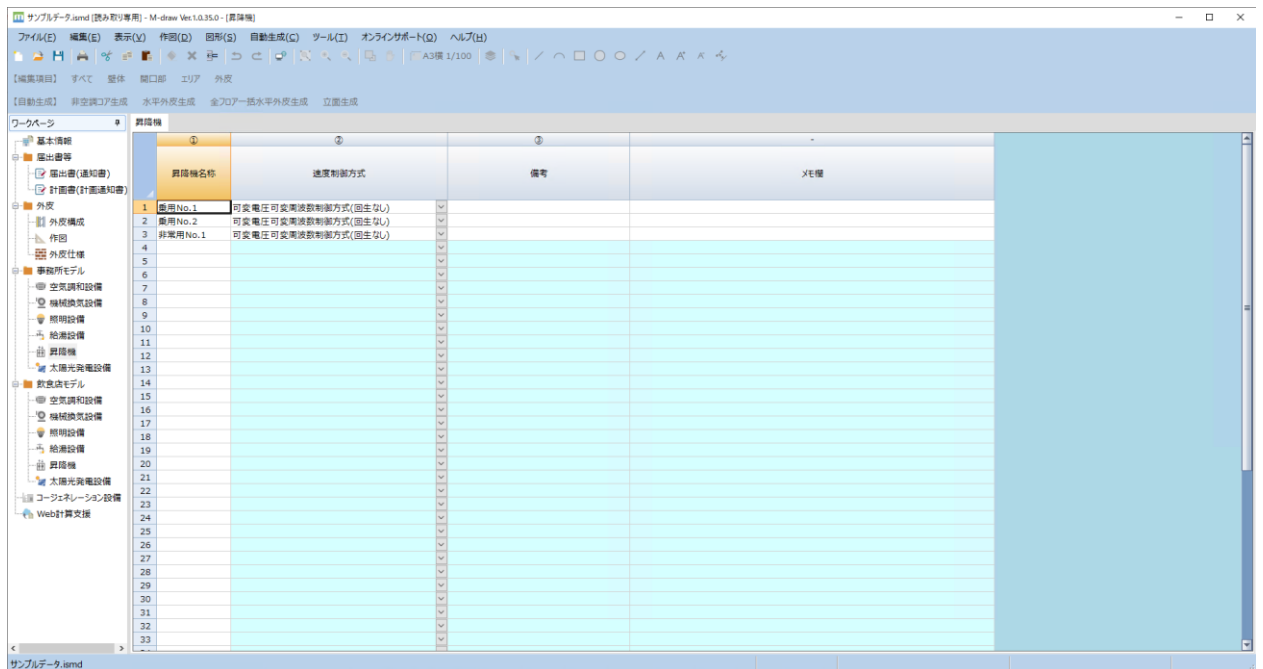 サンプルデータ.ismd [読み取り専用] - M-draw Ver.1.0.35.0 - [昇降機]
ファイル(F) 編集(E) 表示(V) 作図(D) 図形(S) 自動生成(C) ツール(T) オンラインサポート(O) ヘルプ(H)
A3横 1/100
【編集項目】 すべて 壁体 開口部 エリア 外皮
【自動生成】 非空調コア生成 水平外皮生成 全フロア一括水平外皮生成 立面生成
ワークページ
基本情報
届出書等
届出書(通知書)
計画書(計画通知書)
外皮
外皮構成
作図
外皮仕様
事務所モデル
空気調和設備
機械換気設備
照明設備
給湯設備
昇降機
太陽光発電設備
飲食店モデル
空気調和設備
機械換気設備
照明設備
給湯設備
昇降機
太陽光発電設備
コージェネレーション設備
Web計算支援
昇降機
① ② ③ -
昇降機名称 速度制御方式 備考 メモ欄
1 乗用No.1 可変電圧可変周波数制御方式(回生なし)
2 乗用No.2 可変電圧可変周波数制御方式(回生なし)
3 非常用No.1 可変電圧可変周波数制御方式(回生なし)
4
5
6
7
8
9
10
11
12
13
14
15
16
17
18
19
20
21
22
23
24
25
26
27
28
29
30
31
32
33
サンプルデータ.ismd